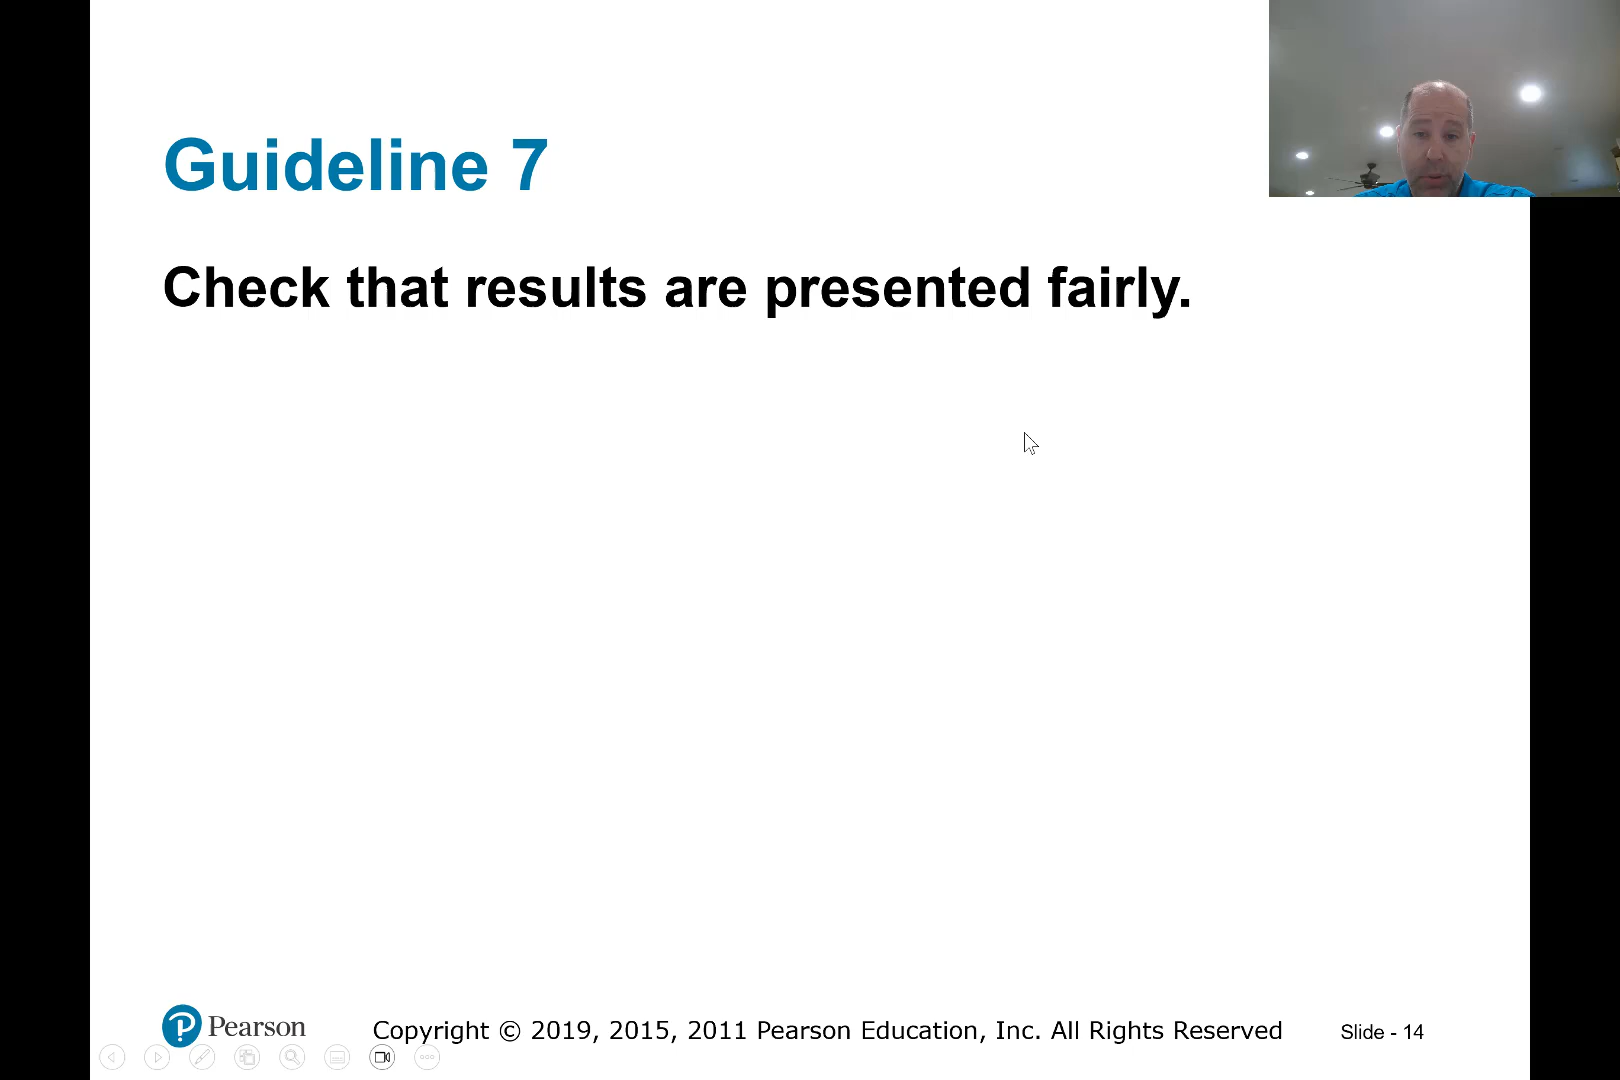 Guideline 7
Check that results are presented fairly.
Pearson
Copyright © 2019, 2015, 2011 Pearson Education, Inc. All Rights Reserved
Slide - 14